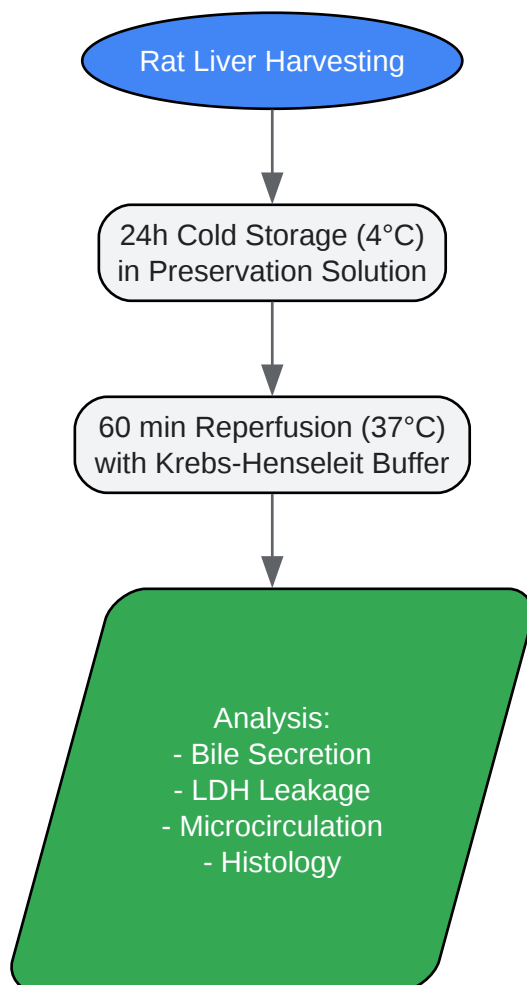 Rat Liver Harvesting
24h Cold Storage (4°C)
in Preservation Solution
60 min Reperfusion (37°C)
with Krebs-Henseleit Buffer
Analysis:
- Bile Secretion
- LDH Leakage
- Microcirculation
- Histology